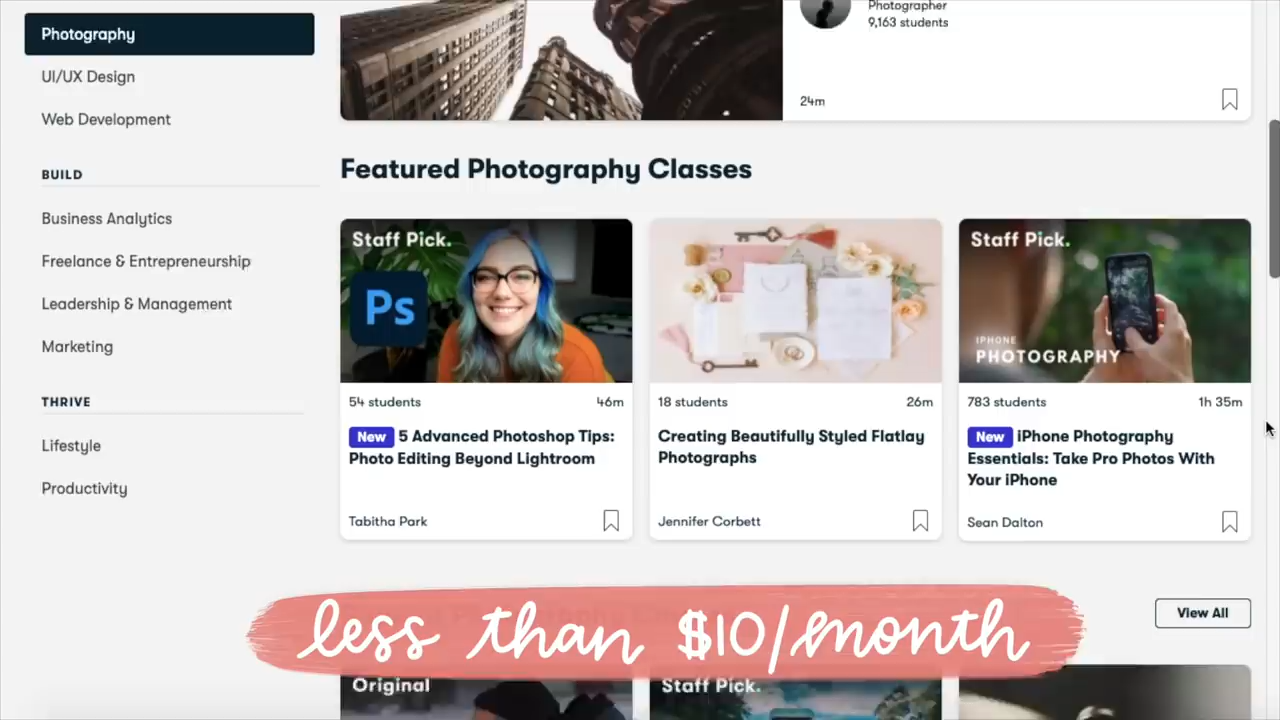 Photography
UI/UX Design
Web Development
BUILD
Business Analytics
Freelance & Entrepreneurship
Leadership & Management
Marketing
THRIVE
Lifestyle
Productivity
Photographer
9,163 students
24m
Featured Photography Classes
Staff Pick.
Ps
54 students
46m
New 5 Advanced Photoshop Tips:
Photo Editing Beyond Lightroom
Tabitha Park
18 students
26m
Creating Beautifully Styled Flatlay
Photographs
Jennifer Corbett
Staff Pick.
IPHONE
PHOTOGRAPHY
783 students
1h 35m
New iPhone Photography
Essentials: Take Pro Photos With
Your iPhone
Sean Dalton
less than $10/month
View All
Original
Staff Pick.